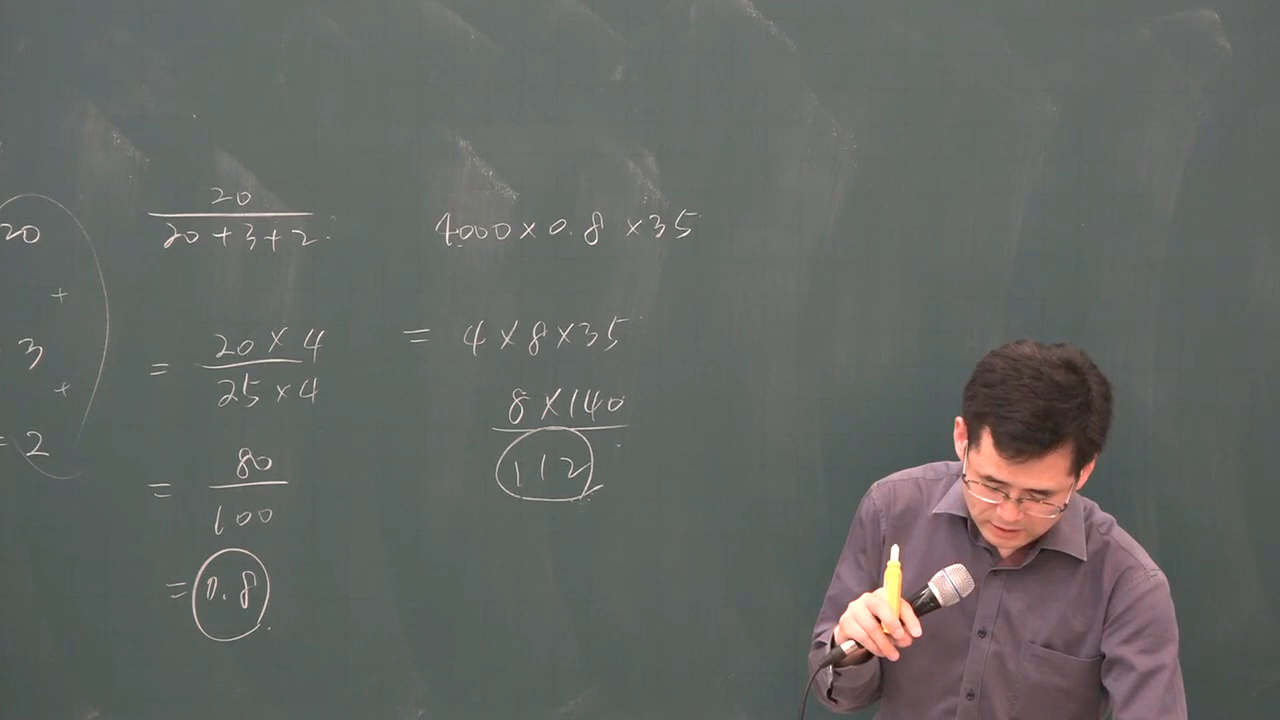 20
+
3
+
= 2
20
20 + 3 + 2
= 20 × 4
25 × 4
= 80
100
= 0.8
4000 × 0.8 × 35
= 4 × 8 × 35
8 × 140
112